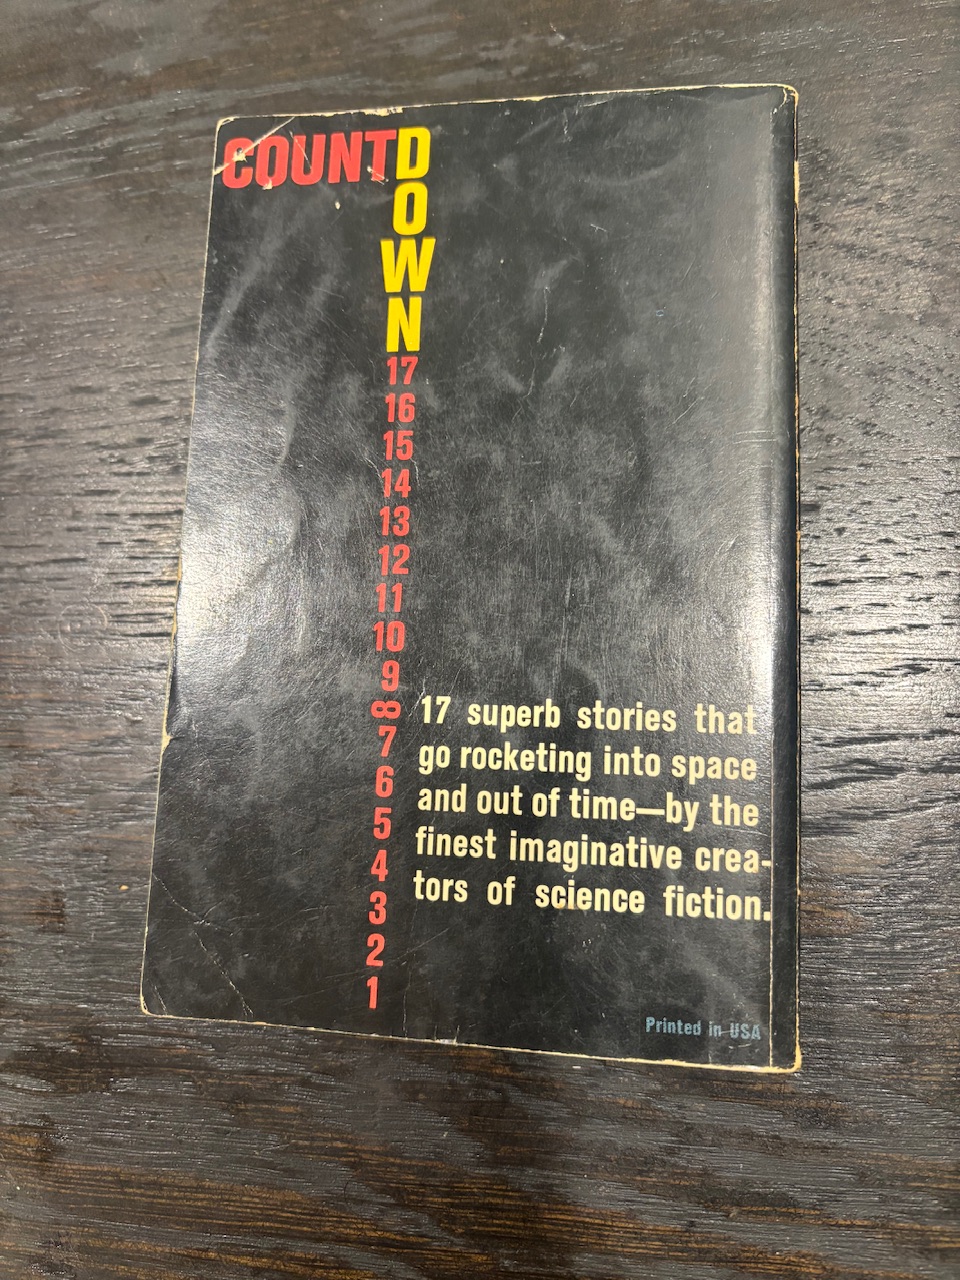 COUNTD
O
W
N
17
16
15
14
13
12
11
10
9
8
7
6
5
4
3
2
1
17 superb stories that
go rocketing into space
and out of time—by the
finest imaginative crea-
tors of science fiction.
Printed in USA